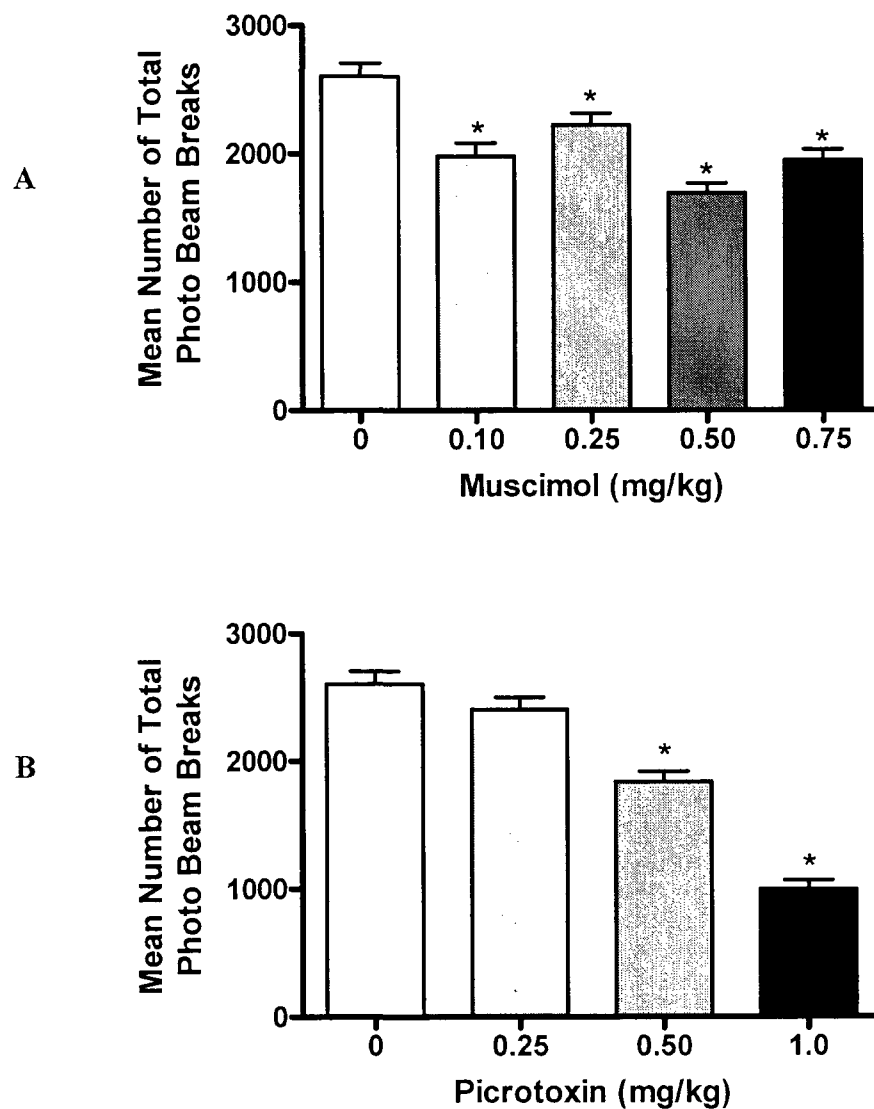 A
Mean Number of Total
Photo Beam Breaks
3000
2000
1000
0
*
*
*
*
0 0.10 0.25 0.50 0.75
Muscimol (mg/kg)
B
Mean Number of Total
Photo Beam Breaks
3000
2000
1000
0
*
*
0 0.25 0.50 1.0
Picrotoxin (mg/kg)